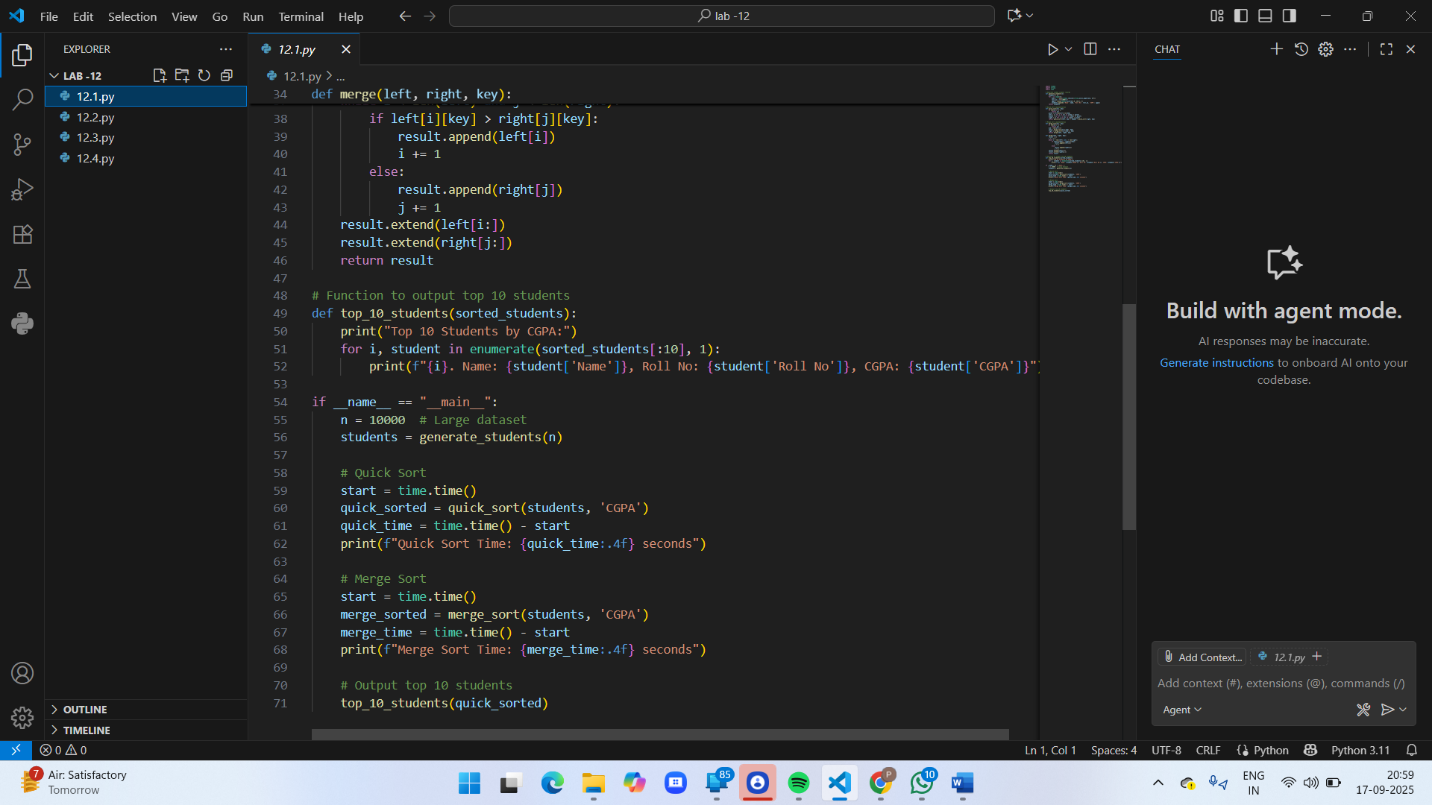 File Edit Selection View Go Run Terminal Help
lab -12
EXPLORER
LAB -12
12.1.py
12.2.py
12.3.py
12.4.py
OUTLINE
TIMELINE
12.1.py
12.1.py > ...
34 def merge(left, right, key):
38 if left[i][key] > right[j][key]:
39 result.append(left[i])
40 i += 1
41 else:
42 result.append(right[j])
43 j += 1
44 result.extend(left[i:])
45 result.extend(right[j:])
46 return result
47
48 # Function to output top 10 students
49 def top_10_students(sorted_students):
50 print("Top 10 Students by CGPA:")
51 for i, student in enumerate(sorted_students[:10], 1):
52 print(f"{i}. Name: {student['Name']}, Roll No: {student['Roll No']}, CGPA: {student['CGPA']}")
53
54 if __name__ == "__main__":
55 n = 10000 # Large dataset
56 students = generate_students(n)
57
58 # Quick Sort
59 start = time.time()
60 quick_sorted = quick_sort(students, 'CGPA')
61 quick_time = time.time() - start
62 print(f"Quick Sort Time: {quick_time:.4f} seconds")
63
64 # Merge Sort
65 start = time.time()
66 merge_sorted = merge_sort(students, 'CGPA')
67 merge_time = time.time() - start
68 print(f"Merge Sort Time: {merge_time:.4f} seconds")
69
70 # Output top 10 students
71 top_10_students(quick_sorted)
CHAT
Build with agent mode.
AI responses may be inaccurate.
Generate instructions to onboard AI onto your
codebase.
Add Context... 12.1.py
Add context (#), extensions (@), commands (/)
Agent
0 0
Ln 1, Col 1 Spaces: 4 UTF-8 CRLF Python Python 3.11
7
Air: Satisfactory
Tomorrow
85
P
10
ENG
IN
20:59
17-09-2025